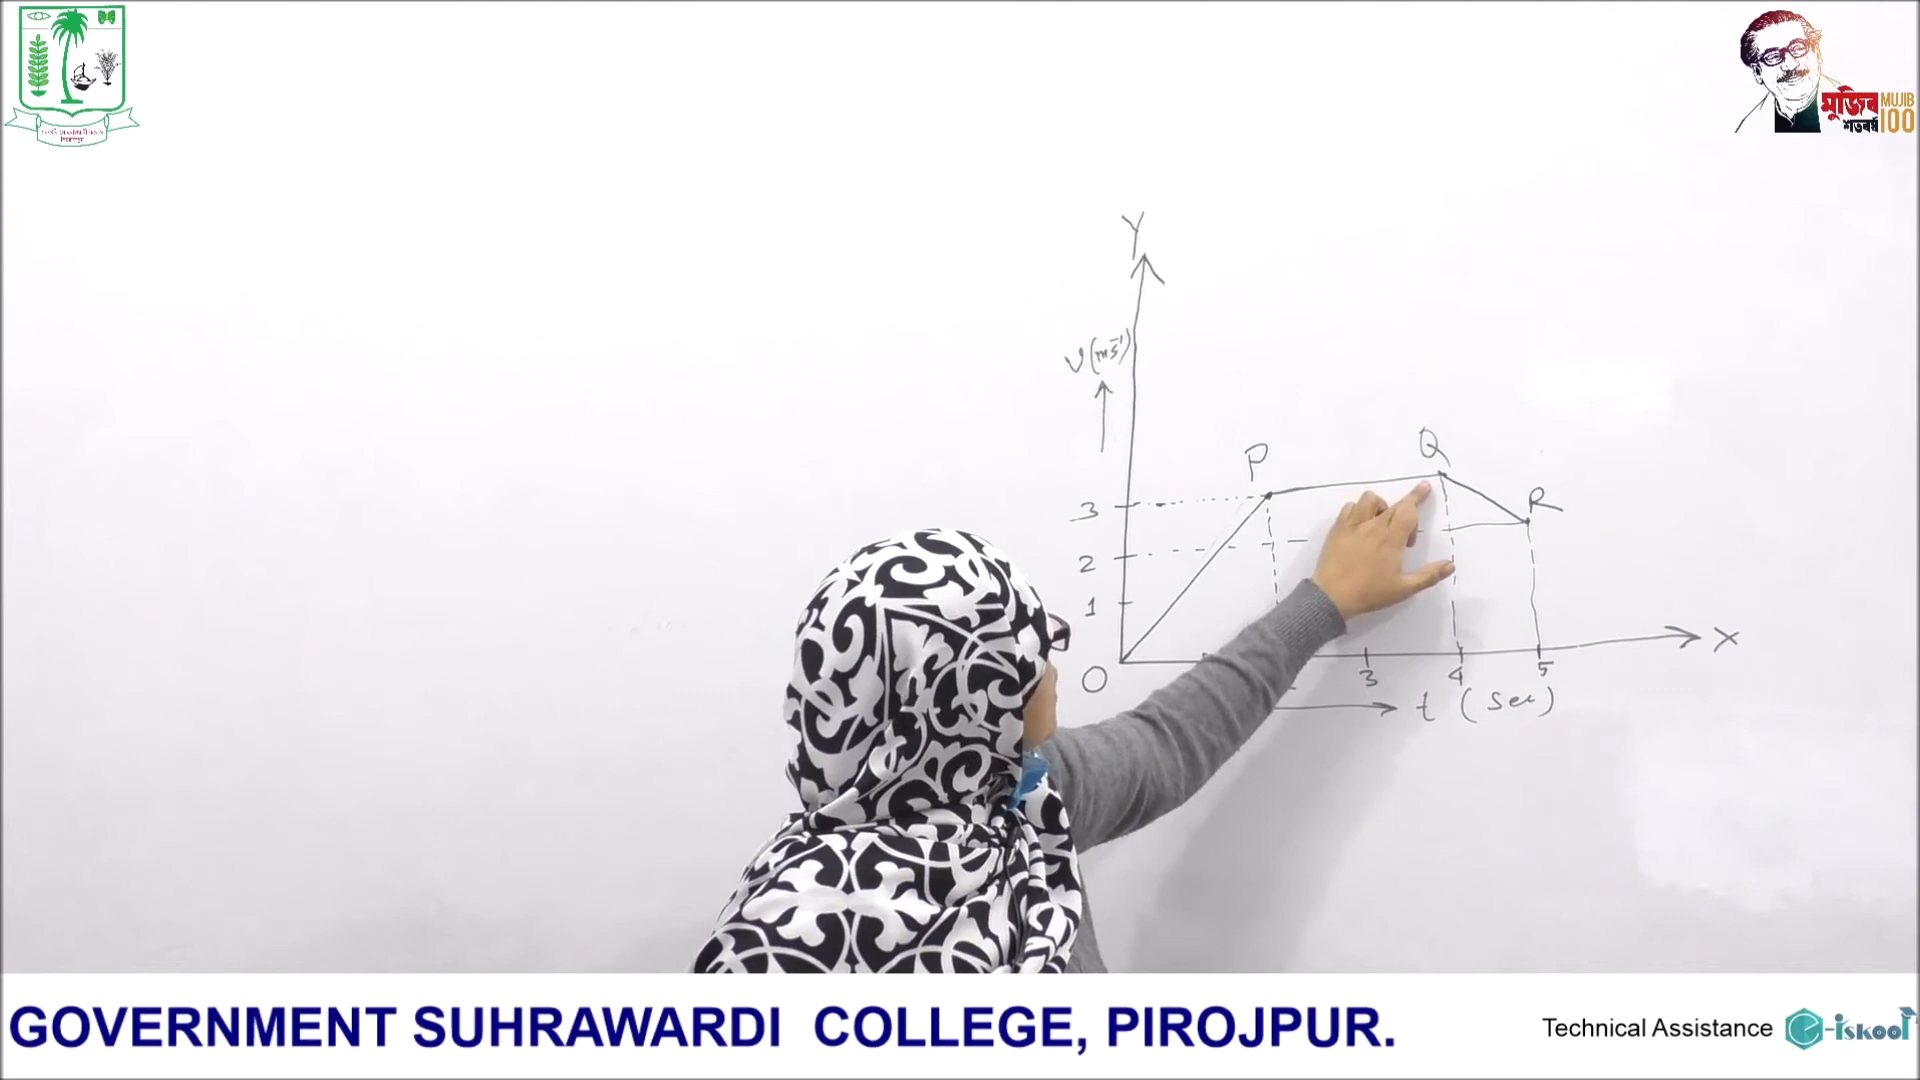 মুজিব
শতবর্ষ
MUJIB
100
Y
v(ms⁻¹)
P
Q
R
3
2
1
O
3
4
5
X
t (sec)
GOVERNMENT SUHRAWARDI COLLEGE, PIROJPUR.
Technical Assistance e-iskool